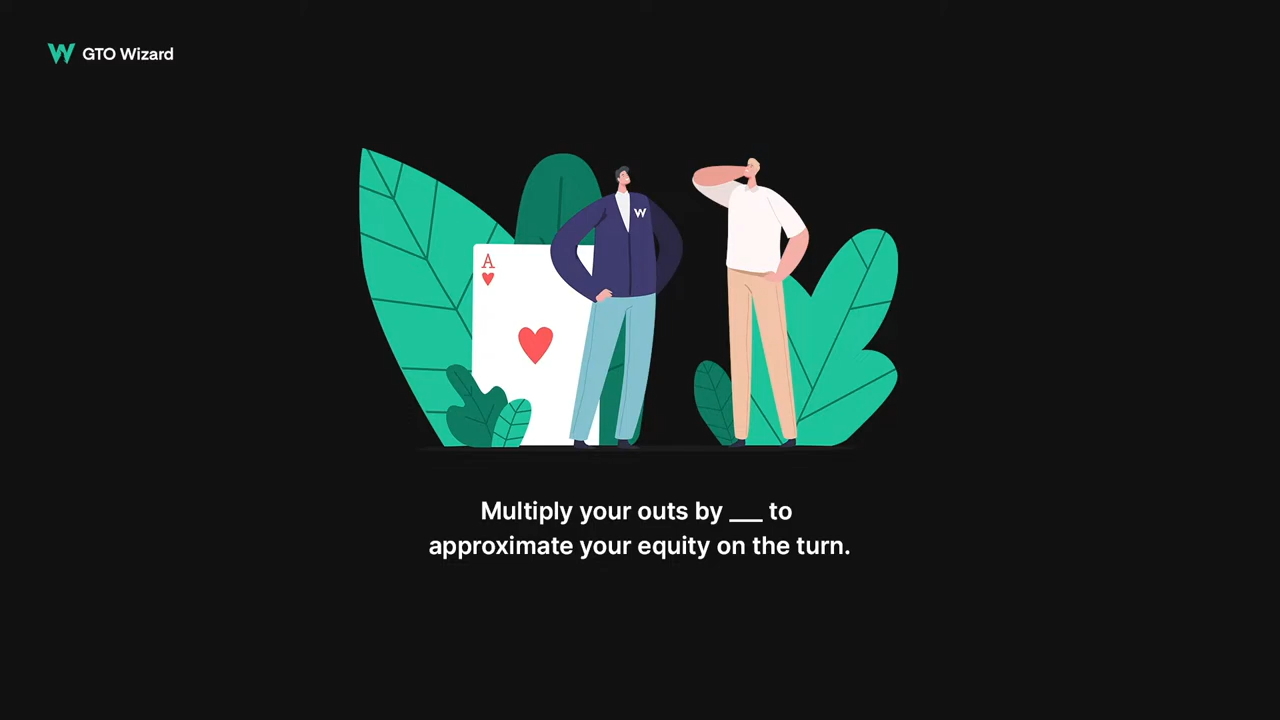 GTO Wizard
A
W
Multiply your outs by ___ to
approximate your equity on the turn.